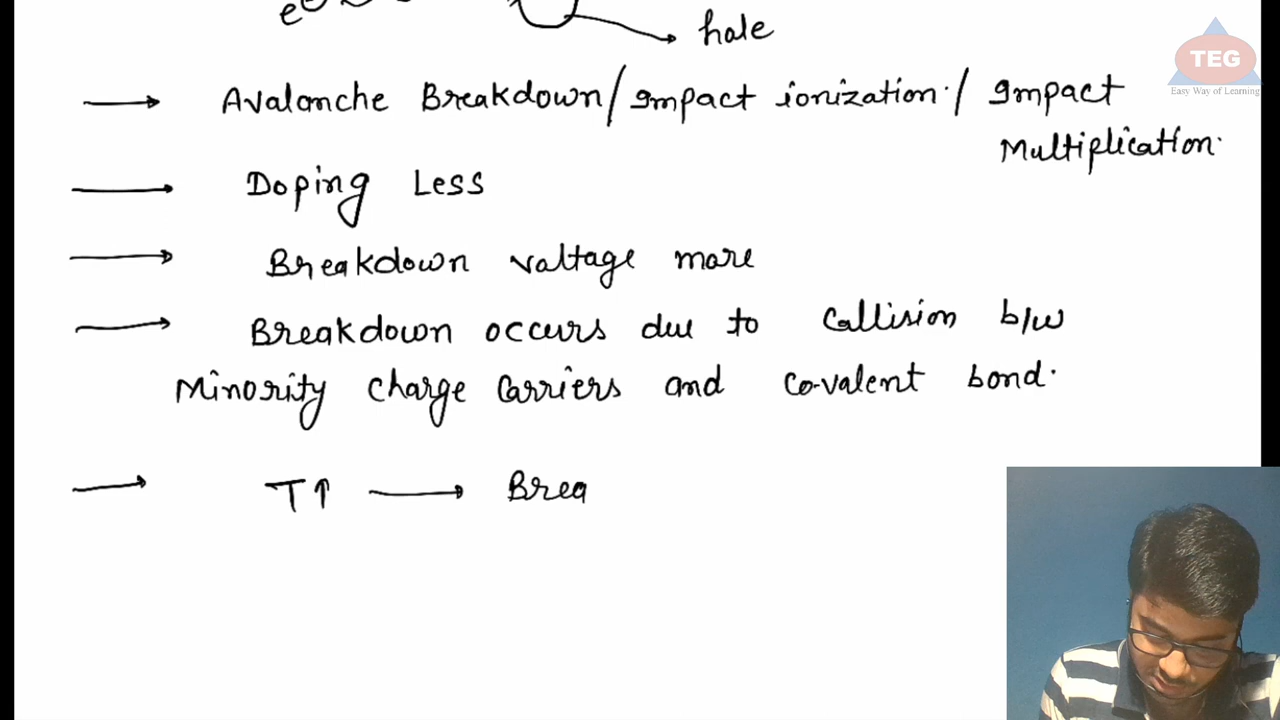 e⊖
hole
→ Avalanche Breakdown/Impact ionization./ Impact
Multiplication.
→ Doping Less
→ Breakdown voltage more
→ Breakdown occurs due to Collision b/w
Minority Charge Carriers and Co-valent bond.
→ T↑ → Brea
TEG
Easy Way of Learning